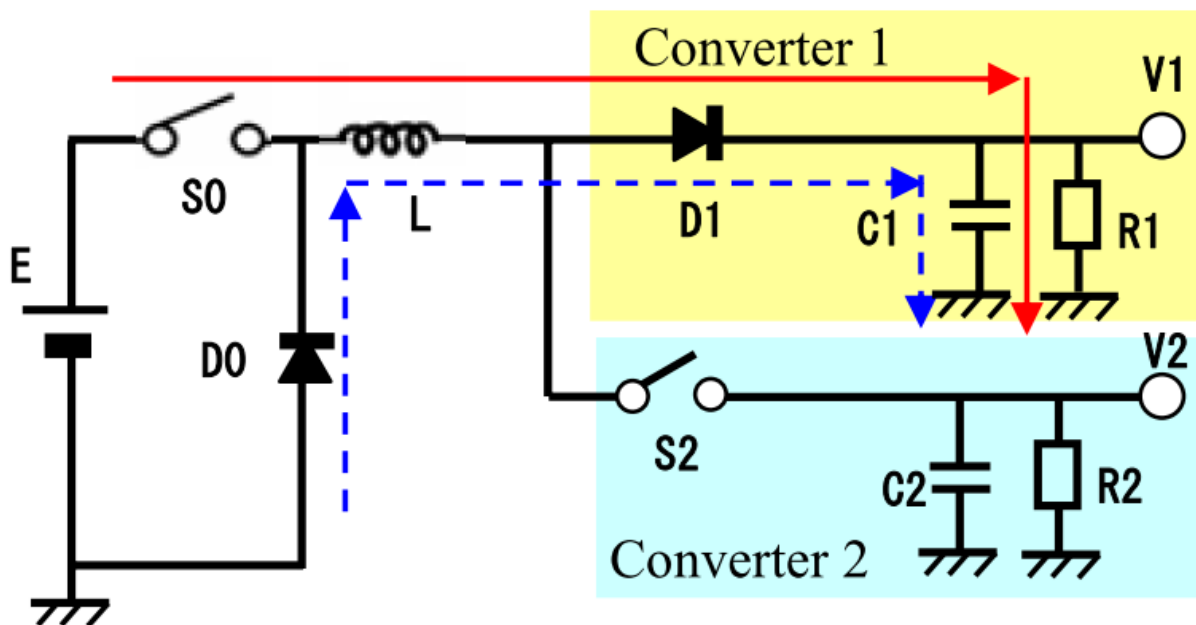 Converter 1
V1
S0
L
D1
C1
R1
E
D0
V2
S2
C2
R2
Converter 2